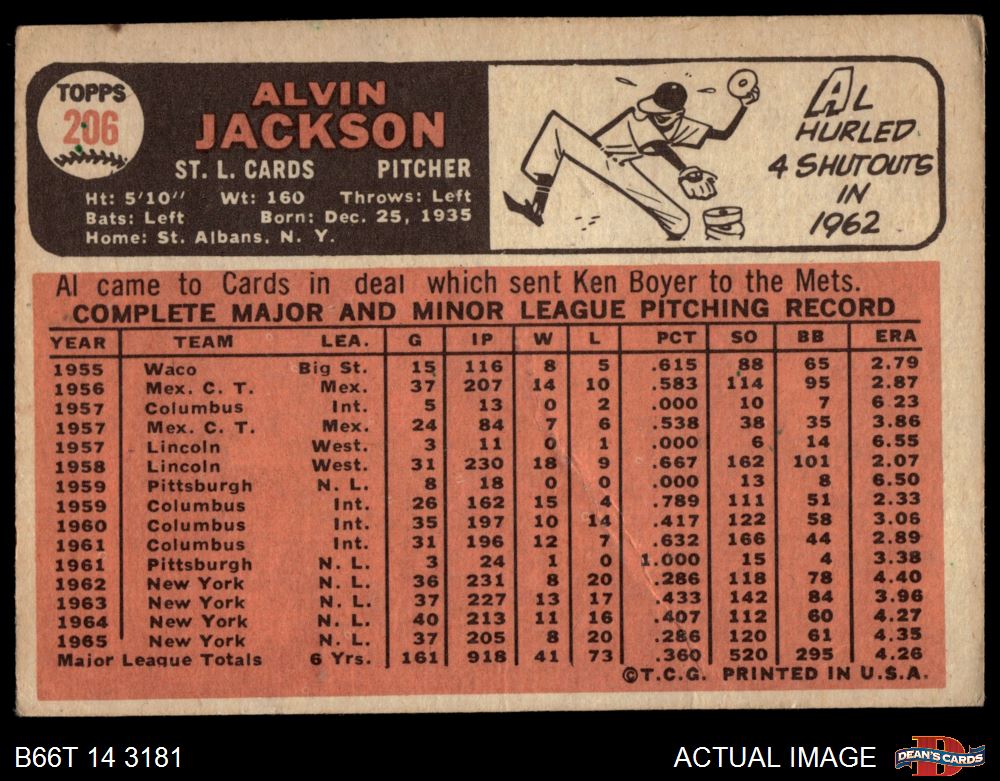 TOPPS
206
ALVIN
JACKSON
ST. L. CARDS PITCHER
Ht: 5'10" Wt: 160 Throws: Left
Bats: Left Born: Dec. 25, 1935
Home: St. Albans, N. Y.
AL
HURLED
4 SHUTOUTS
IN
1962
Al came to Cards in deal which sent Ken Boyer to the Mets.
COMPLETE MAJOR AND MINOR LEAGUE PITCHING RECORD
YEAR TEAM LEA. G IP W L PCT SO BB ERA
1955 Waco Big St. 15 116 8 5 .615 88 65 2.79
1956 Mex. C. T. Mex. 37 207 14 10 .583 114 95 2.87
1957 Columbus Int. 5 13 0 2 .000 10 7 6.23
1957 Mex. C. T. Mex. 24 84 7 6 .538 38 35 3.86
1957 Lincoln West. 3 11 0 1 .000 6 14 6.55
1958 Lincoln West. 31 230 18 9 .667 162 101 2.07
1959 Pittsburgh N. L. 8 18 0 0 .000 13 8 6.50
1959 Columbus Int. 26 162 15 4 .789 111 51 2.33
1960 Columbus Int. 35 197 10 14 .417 122 58 3.06
1961 Columbus Int. 31 196 12 7 .632 166 44 2.89
1961 Pittsburgh N. L. 3 24 1 0 1.000 15 4 3.38
1962 New York N. L. 36 231 8 20 .286 118 78 4.40
1963 New York N. L. 37 227 13 17 .433 142 84 3.96
1964 New York N. L. 40 213 11 16 .407 112 60 4.27
1965 New York N. L. 37 205 8 20 .286 120 61 4.35
Major League Totals 6 Yrs. 161 918 41 73 .360 520 295 4.26
©T.C.G. PRINTED IN U.S.A.
B66T 14 3181 ACTUAL IMAGE DEAN'S CARDS